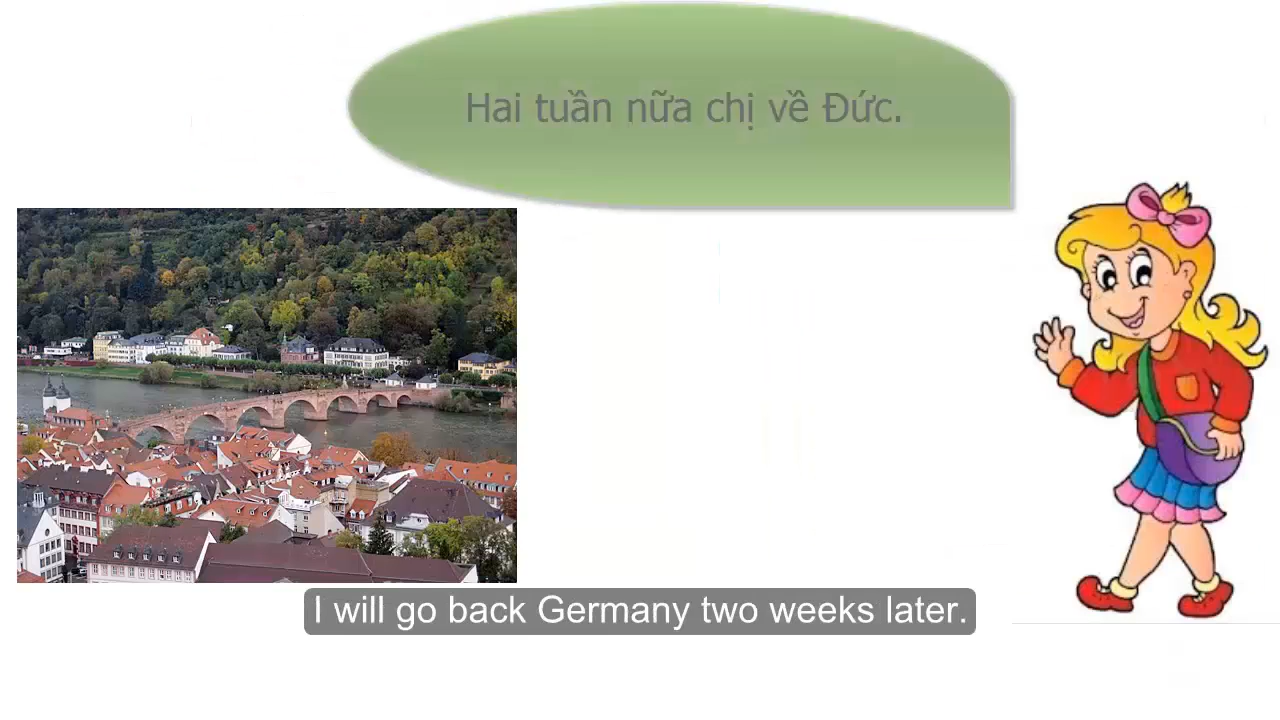 Hai tuần nữa chị về Đức.
I will go back Germany two weeks later.